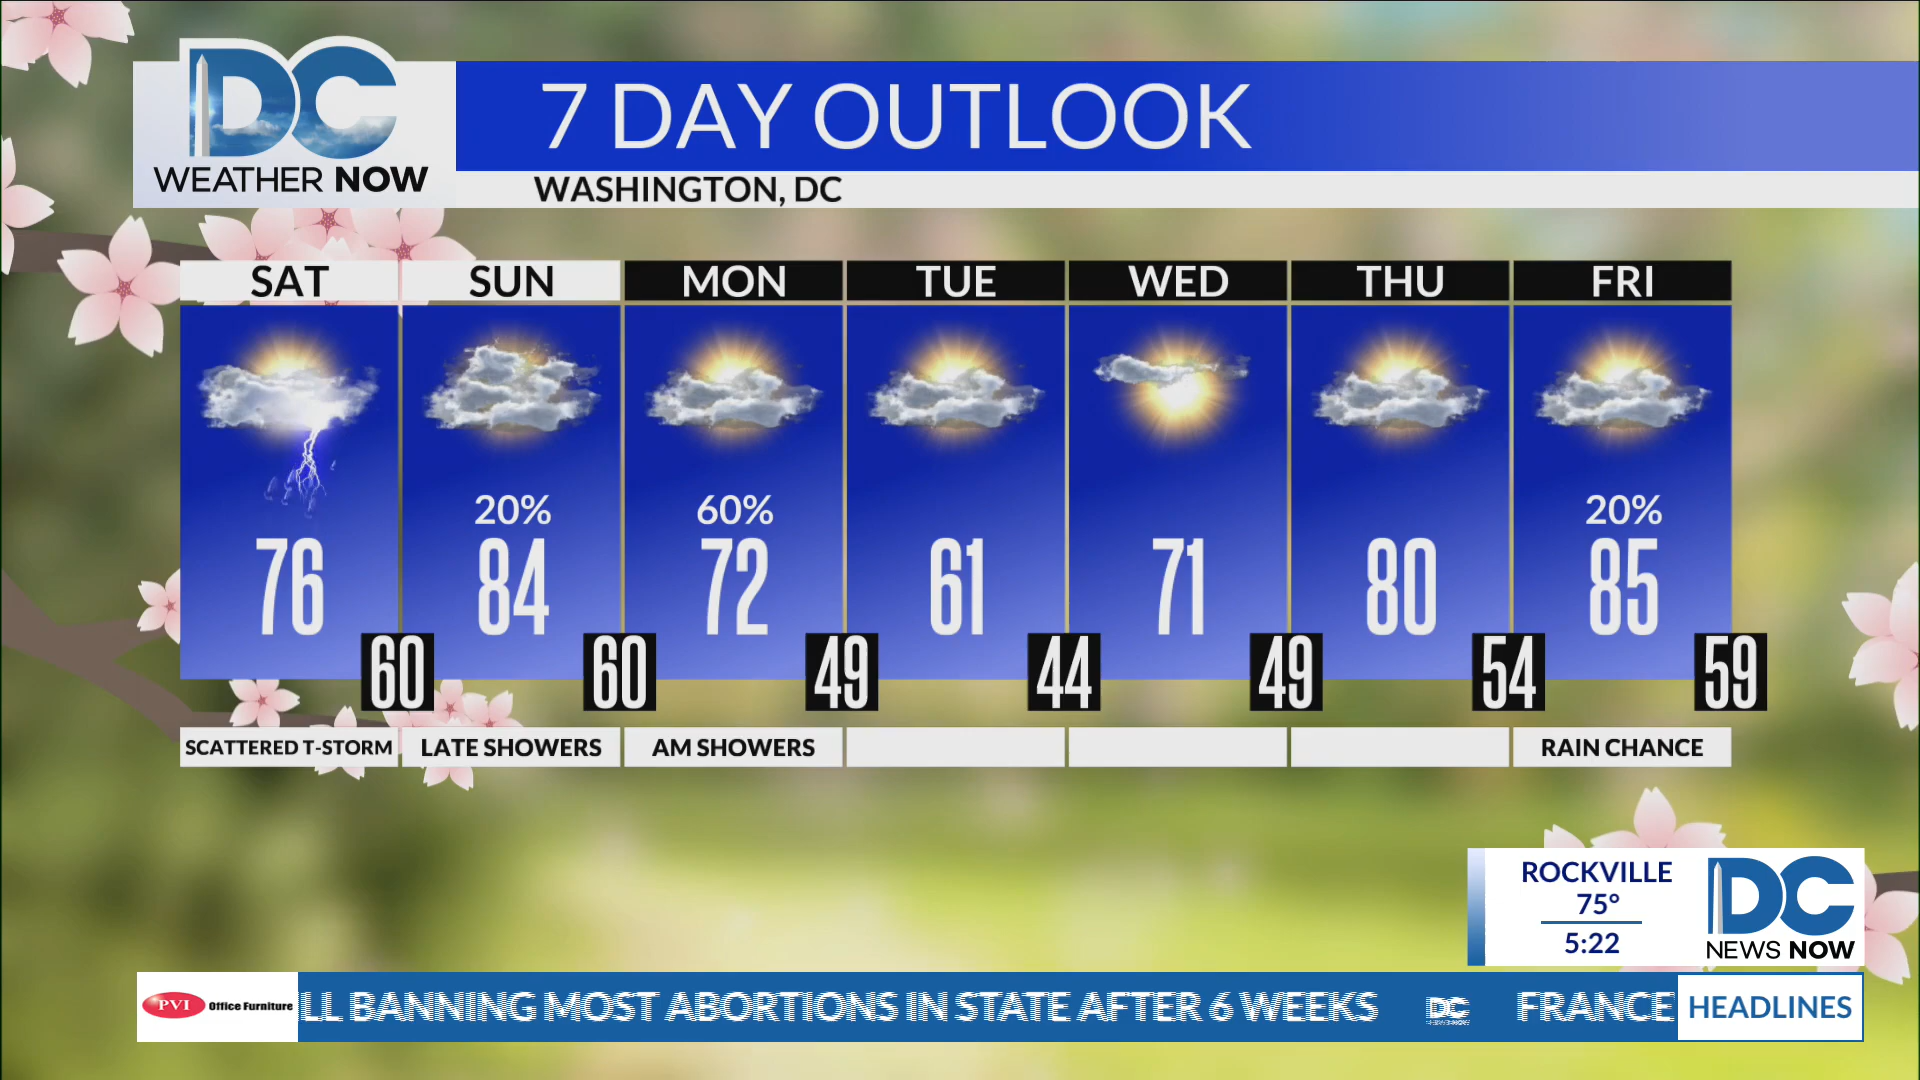 DC
WEATHER NOW
7 DAY OUTLOOK
WASHINGTON, DC
SAT SUN MON TUE WED THU FRI
20% 60% 20%
76 84 72 61 71 80 85
60 60 49 44 49 54 59
SCATTERED T-STORM LATE SHOWERS AM SHOWERS RAIN CHANCE
ROCKVILLE
75°
5:22
DC
NEWS NOW
PVI Office Furniture
LL BANNING MOST ABORTIONS IN STATE AFTER 6 WEEKS DC FRANCE
HEADLINES